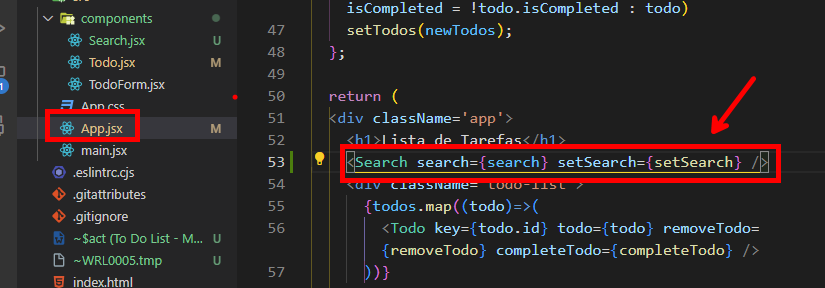 src
components
Search.jsx U
Todo.jsx M
TodoForm.jsx
App.css
App.jsx M
main.jsx
.eslintrc.cjs
.gitattributes
.gitignore
~$act (To Do List - M...
~WRL0005.tmp
index.html
1
isCompleted = !todo.isCompleted : todo)
47 setTodos(newTodos);
48 };
49
50 return (
51 <div className='app'>
52 <h1>Lista de Tarefas</h1>
53 <Search search={search} setSearch={setSearch} />
54 <div className="todo-list">
55 {todos.map((todo)=>(
56 <Todo key={todo.id} todo={todo} removeTodo=
{removeTodo} completeTodo={completeTodo} />
57 ))}